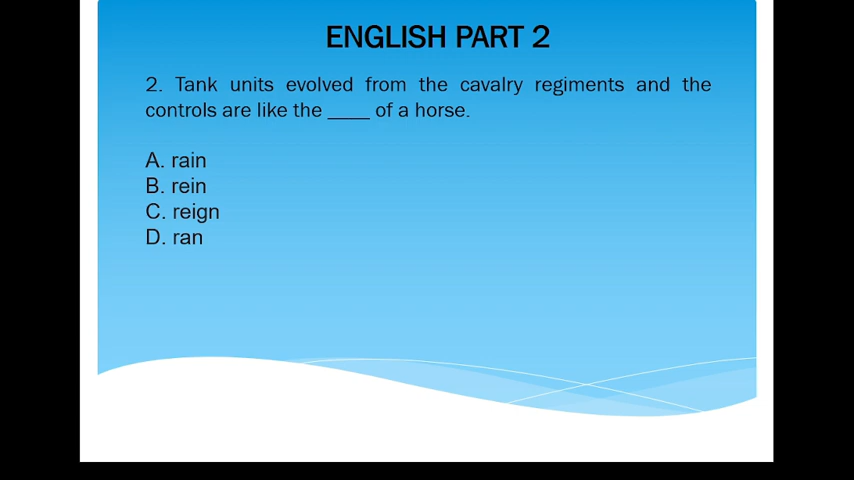 ENGLISH PART 2
2. Tank units evolved from the cavalry regiments and the
controls are like the ____ of a horse.
A. rain
B. rein
C. reign
D. ran